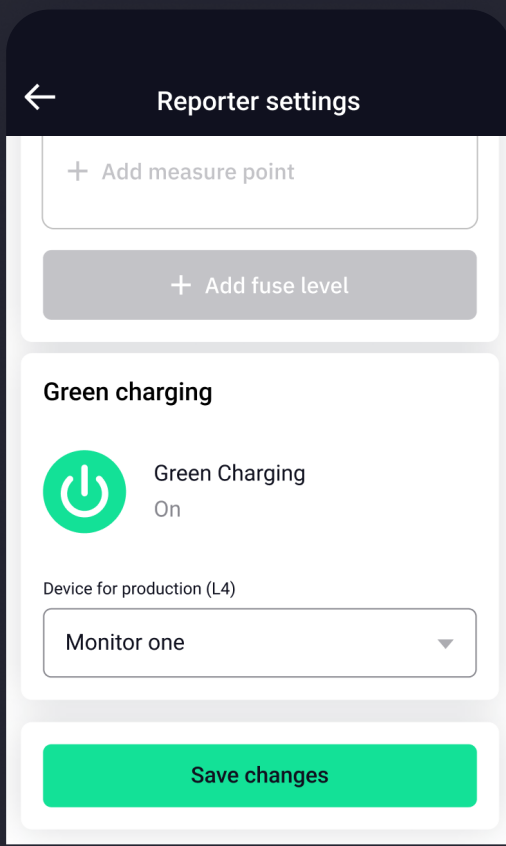 Reporter settings
+ Add measure point
+ Add fuse level
Green charging
Green Charging
On
Device for production (L4)
Monitor one
Save changes